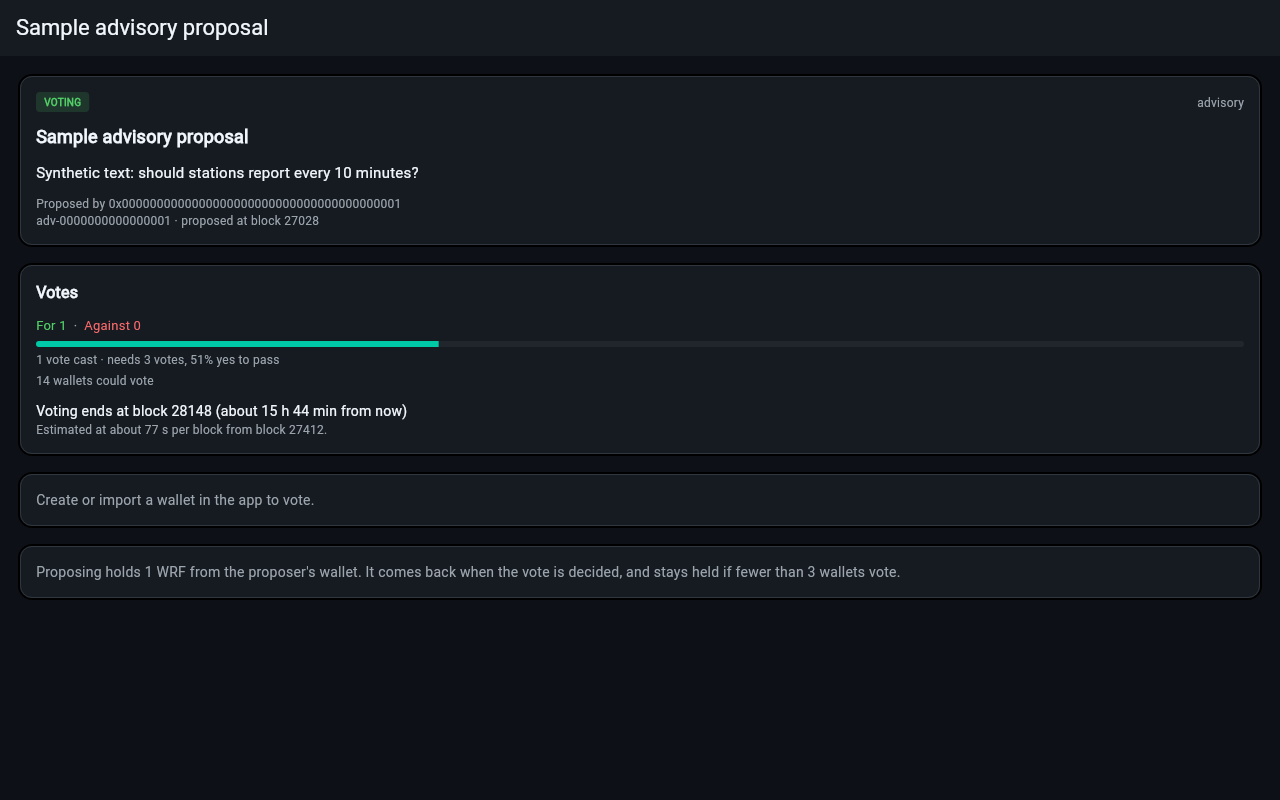 Sample advisory proposal
VOTING
advisory
Sample advisory proposal
Synthetic text: should stations report every 10 minutes?
Proposed by 0x0000000000000000000000000000000000000001
adv-0000000000000001 · proposed at block 27028
Votes
For 1 · Against 0
1 vote cast · needs 3 votes, 51% yes to pass
14 wallets could vote
Voting ends at block 28148 (about 15 h 44 min from now)
Estimated at about 77 s per block from block 27412.
Create or import a wallet in the app to vote.
Proposing holds 1 WRF from the proposer's wallet. It comes back when the vote is decided, and stays held if fewer than 3 wallets vote.